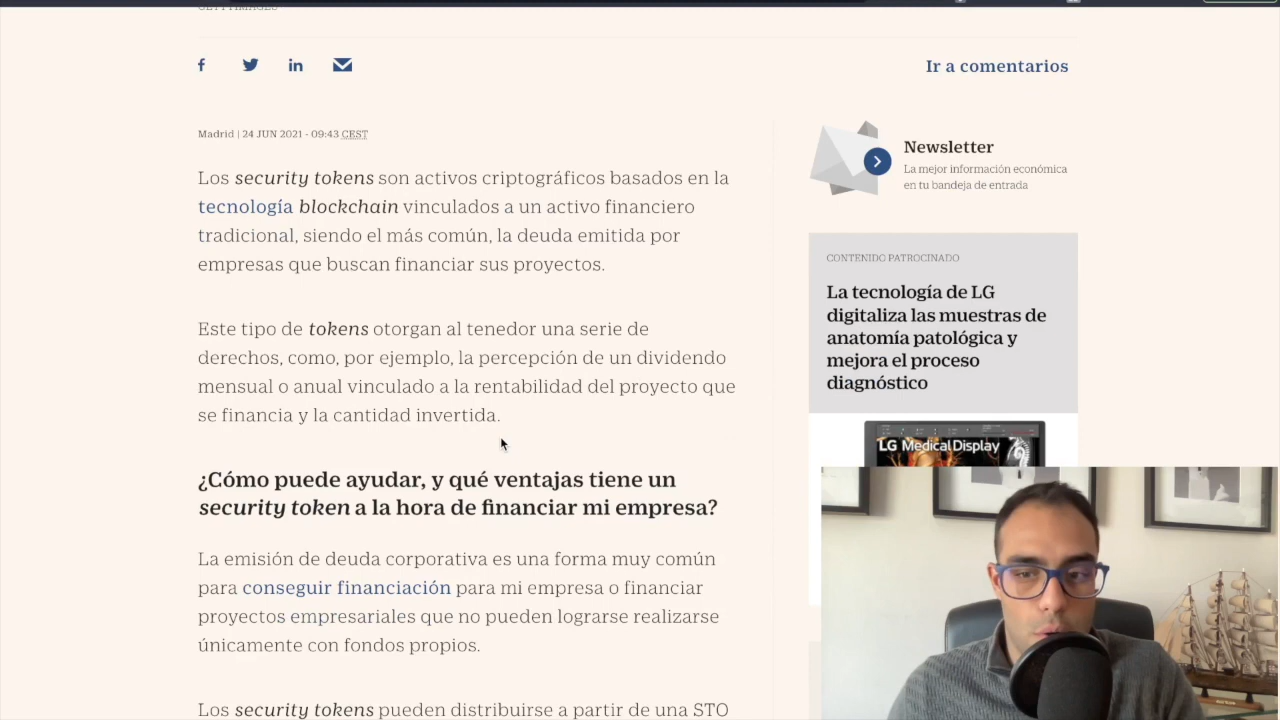 GETTY IMAGES
Ir a comentarios
Madrid | 24 JUN 2021 - 09:43 CEST
Los security tokens son activos criptográficos basados en la
tecnología blockchain vinculados a un activo financiero
tradicional, siendo el más común, la deuda emitida por
empresas que buscan financiar sus proyectos.
Este tipo de tokens otorgan al tenedor una serie de
derechos, como, por ejemplo, la percepción de un dividendo
mensual o anual vinculado a la rentabilidad del proyecto que
se financia y la cantidad invertida.
¿Cómo puede ayudar, y qué ventajas tiene un
security token a la hora de financiar mi empresa?
La emisión de deuda corporativa es una forma muy común
para conseguir financiación para mi empresa o financiar
proyectos empresariales que no pueden lograrse realizarse
únicamente con fondos propios.
Los security tokens pueden distribuirse a partir de una STO
Newsletter
La mejor información económica
en tu bandeja de entrada
CONTENIDO PATROCINADO
La tecnología de LG
digitaliza las muestras de
anatomía patológica y
mejora el proceso
diagnóstico
LG Medical Display